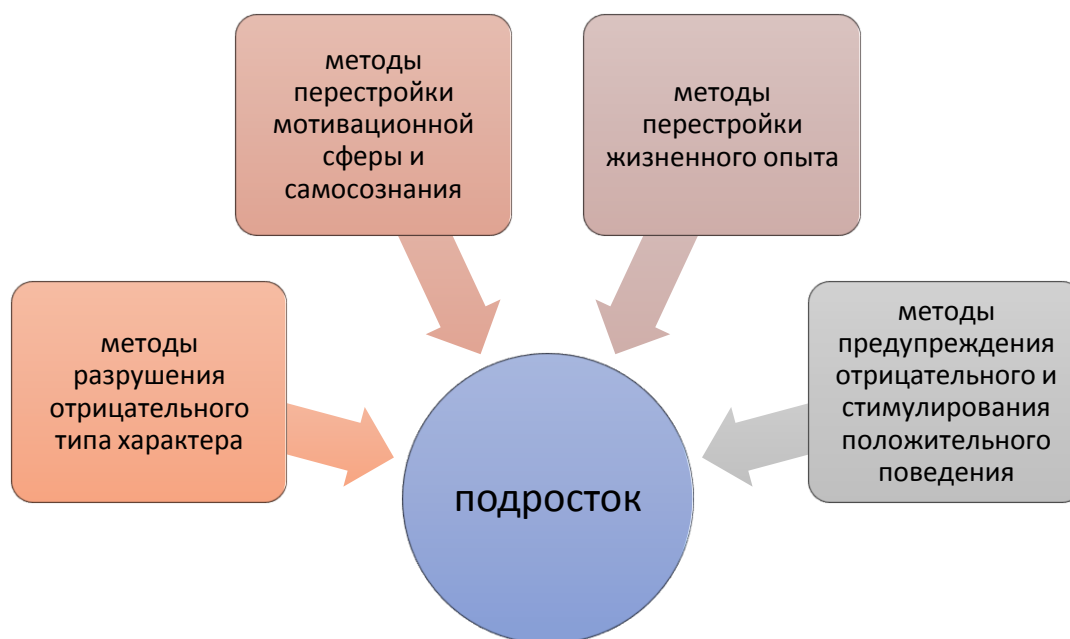 методы
перестройки
мотивационной
сферы и
самосознания
методы
перестройки
жизненного опыта
методы
разрушения
отрицательного
типа характера
методы
предупреждения
отрицательного и
стимулирования
положительного
поведения
подросток